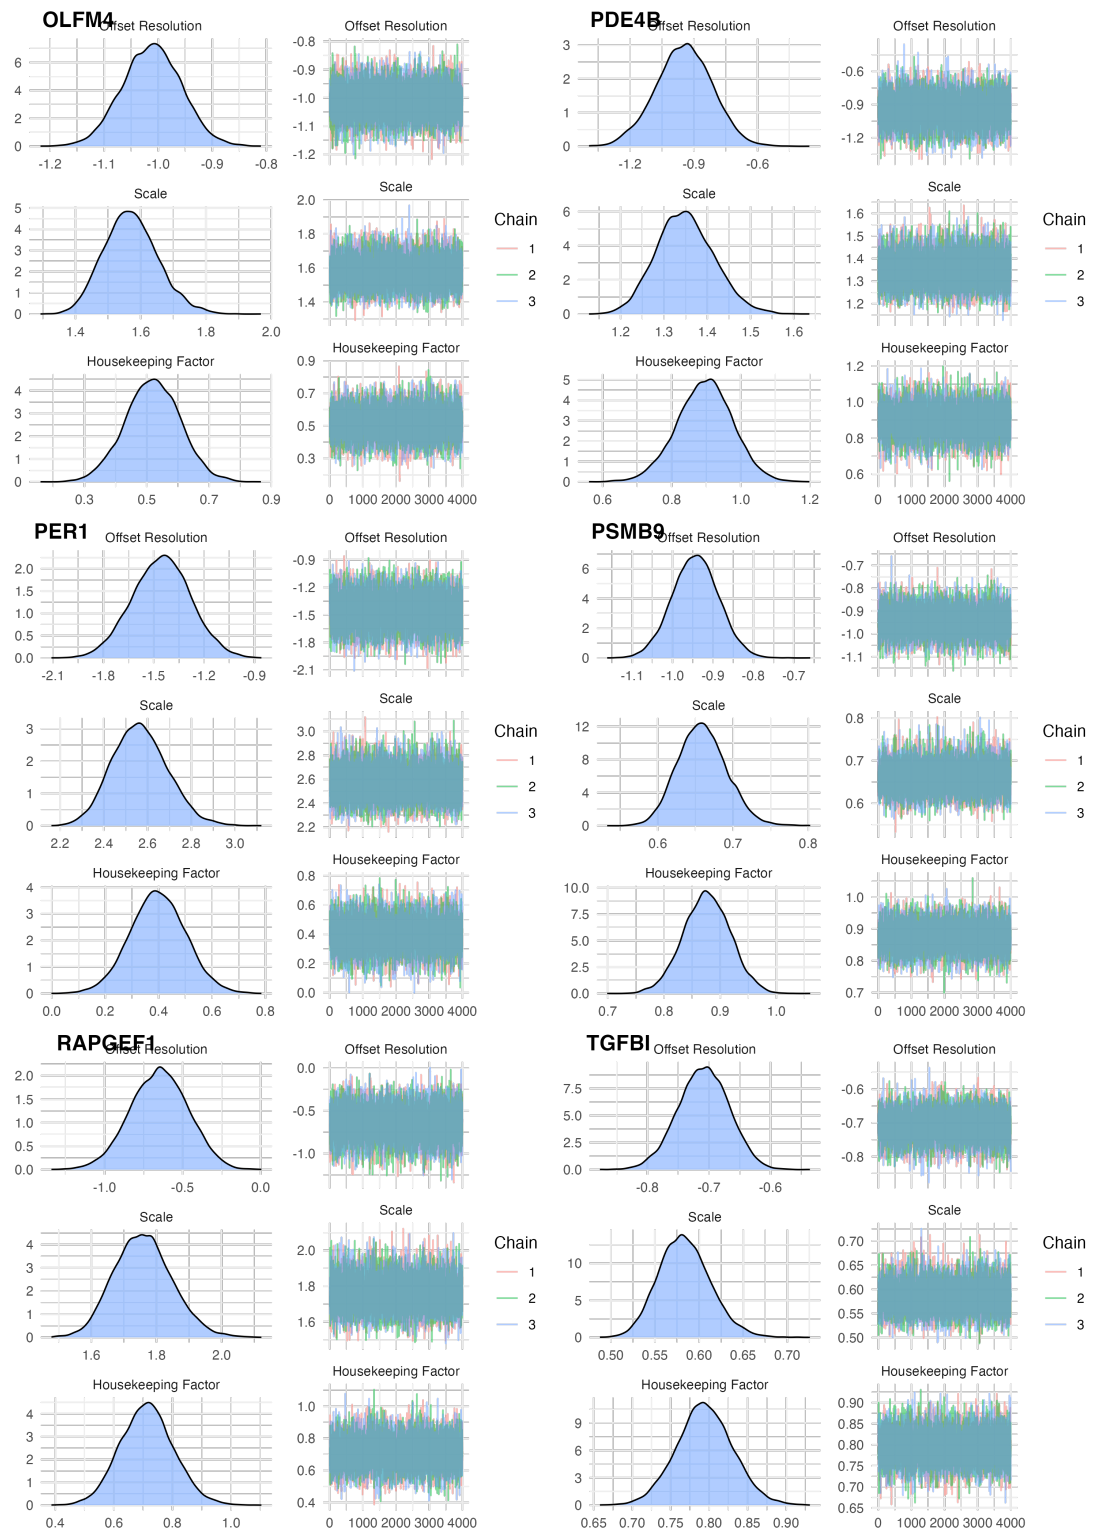 OLFM4
Offset Resolution
Offset Resolution
PDE4B
Offset Resolution
Offset Resolution
6
4
2
0
-1.2 -1.1 -1.0 -0.9 -0.8
-0.8
-0.9
-1.0
-1.1
-1.2
3
2
1
0
-1.2 -0.9 -0.6
-0.6
-0.9
-1.2
Scale
Scale
Scale
Scale
5
4
3
2
1
0
1.4 1.6 1.8 2.0
2.0
1.8
1.6
1.4
Chain
1
2
3
6
4
2
0
1.2 1.3 1.4 1.5 1.6
1.6
1.5
1.4
1.3
1.2
Chain
1
2
3
Housekeeping Factor
Housekeeping Factor
Housekeeping Factor
Housekeeping Factor
4
3
2
1
0
0.3 0.5 0.7 0.9
0.9
0.7
0.5
0.3
0 1000 2000 3000 4000
5
4
3
2
1
0
0.6 0.8 1.0 1.2
1.2
1.0
0.8
0.6
0 1000 2000 3000 4000
PER1
Offset Resolution
Offset Resolution
PSMB9
Offset Resolution
Offset Resolution
2.0
1.5
1.0
0.5
0.0
-2.1 -1.8 -1.5 -1.2 -0.9
-0.9
-1.2
-1.5
-1.8
-2.1
6
4
2
0
-1.1 -1.0 -0.9 -0.8 -0.7
-0.7
-0.8
-0.9
-1.0
-1.1
Scale
Scale
Scale
Scale
3
2
1
0
2.2 2.4 2.6 2.8 3.0
3.0
2.8
2.6
2.4
2.2
Chain
1
2
3
12
8
4
0
0.6 0.7 0.8
0.8
0.7
0.6
Chain
1
2
3
Housekeeping Factor
Housekeeping Factor
Housekeeping Factor
Housekeeping Factor
4
3
2
1
0
0.0 0.2 0.4 0.6 0.8
0.8
0.6
0.4
0.2
0.0
0 1000 2000 3000 4000
10.0
7.5
5.0
2.5
0.0
0.7 0.8 0.9 1.0
1.0
0.9
0.8
0.7
0 1000 2000 3000 4000
RAPGEF1
Offset Resolution
Offset Resolution
TGFBI
Offset Resolution
Offset Resolution
2.0
1.5
1.0
0.5
0.0
-1.0 -0.5 0.0
0.0
-0.5
-1.0
7.5
5.0
2.5
0.0
-0.8 -0.7 -0.6
-0.6
-0.7
-0.8
Scale
Scale
Scale
Scale
4
3
2
1
0
1.6 1.8 2.0
2.0
1.8
1.6
Chain
1
2
3
10
5
0
0.50 0.55 0.60 0.65 0.70
0.70
0.65
0.60
0.55
0.50
Chain
1
2
3
Housekeeping Factor
Housekeeping Factor
Housekeeping Factor
Housekeeping Factor
4
3
2
1
0
0.4 0.6 0.8 1.0
1.0
0.8
0.6
0.4
0 1000 2000 3000 4000
9
6
3
0
0.65 0.70 0.75 0.80 0.85 0.90
0.90
0.85
0.80
0.75
0.70
0.65
0 1000 2000 3000 4000